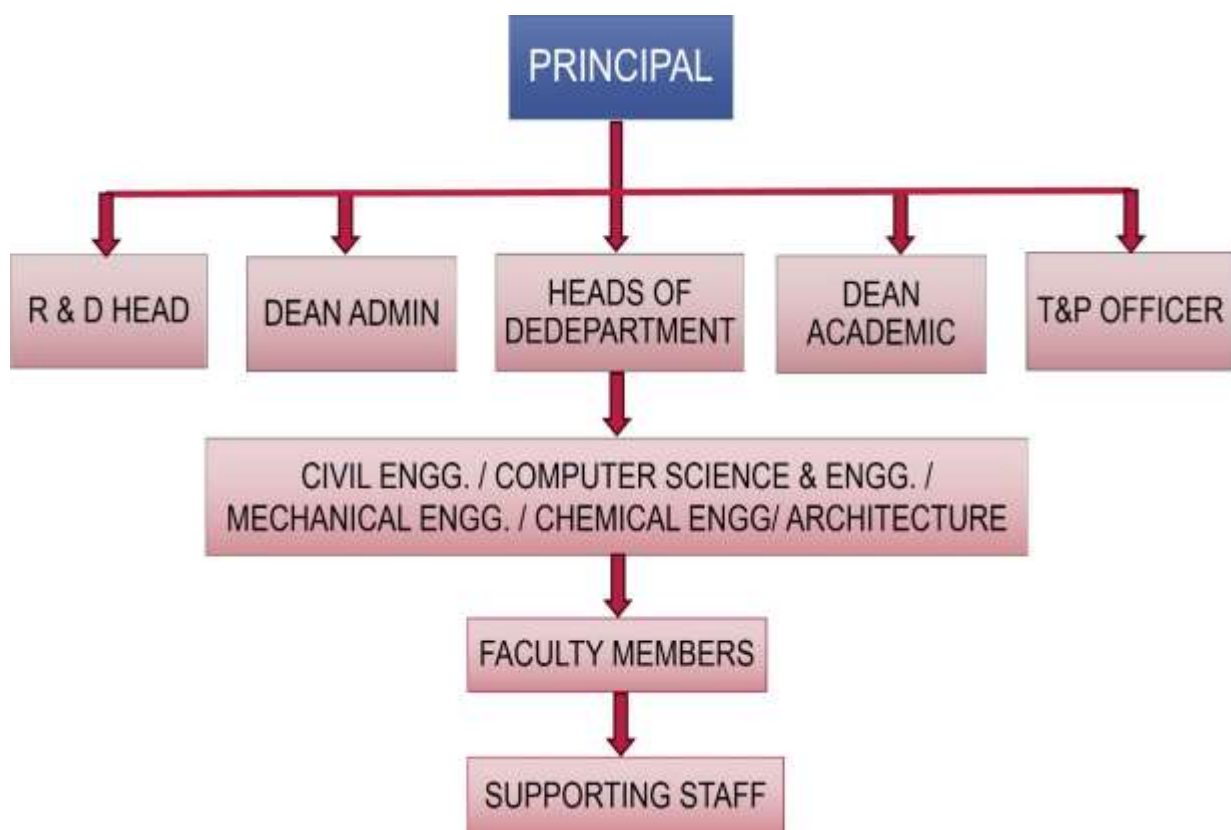 PRINCIPAL
R & D HEAD
DEAN ADMIN
HEADS OF
DEDEPARTMENT
DEAN
ACADEMIC
T&P OFFICER
CIVIL ENGG. / COMPUTER SCIENCE & ENGG. /
MECHANICAL ENGG. / CHEMICAL ENGG/ ARCHITECTURE
FACULTY MEMBERS
SUPPORTING STAFF